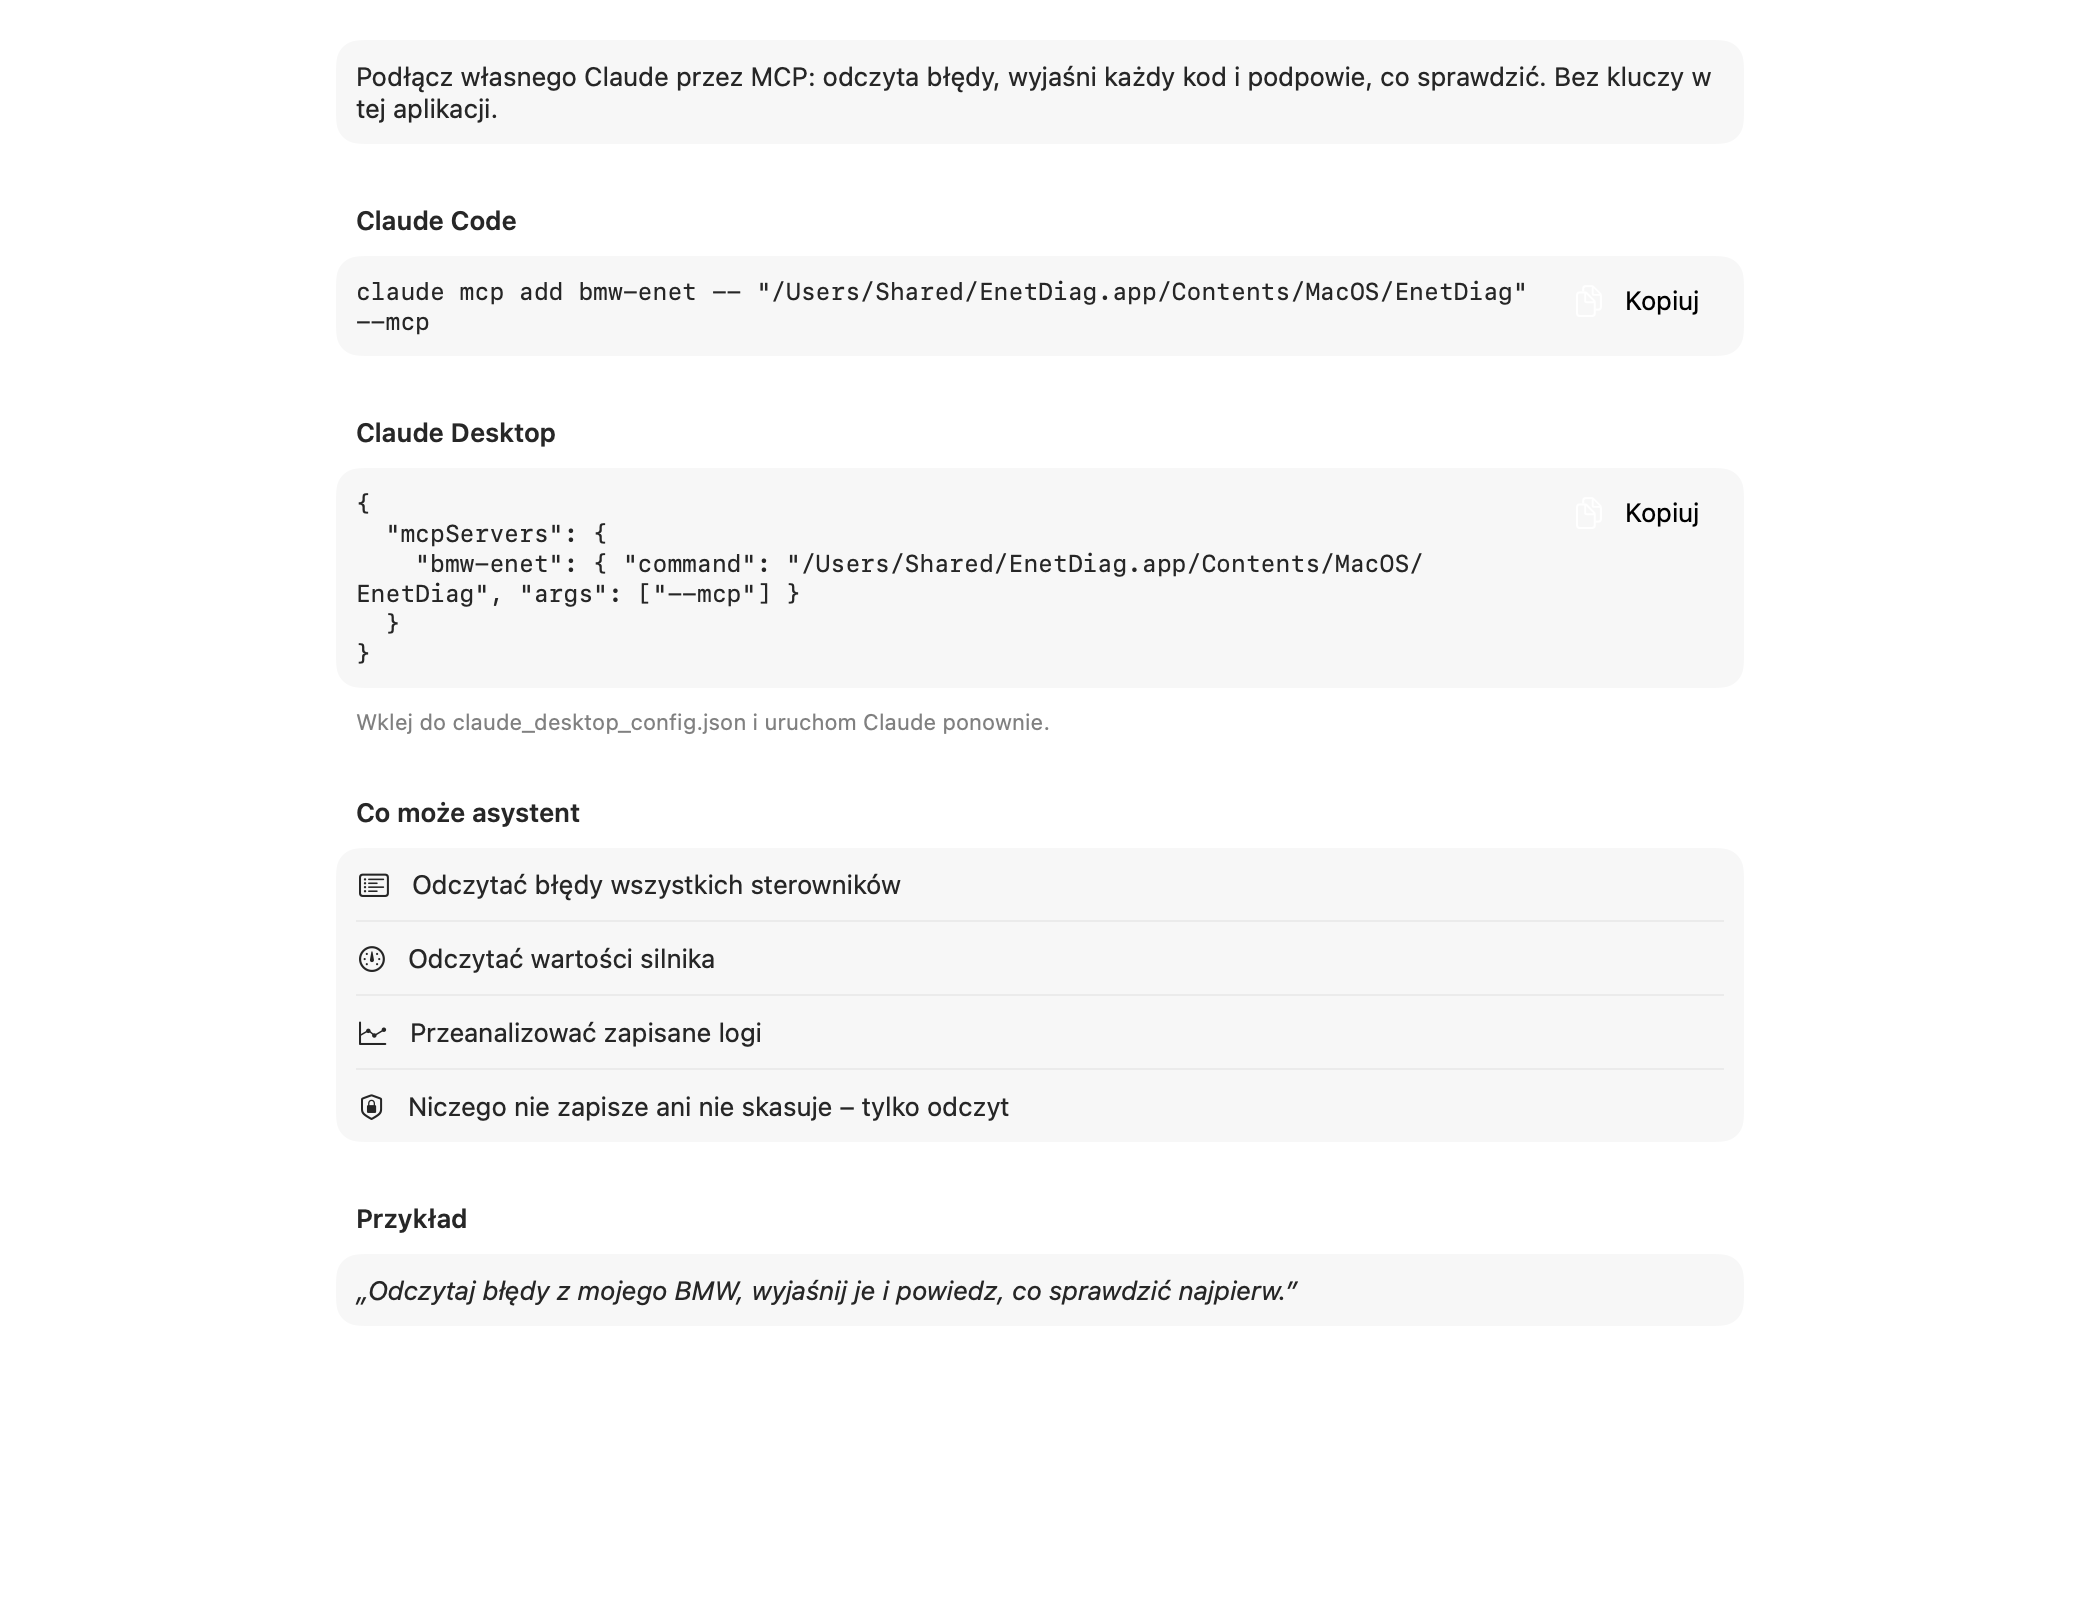 Podłącz własnego Claude przez MCP: odczyta błędy, wyjaśni każdy kod i podpowie, co sprawdzić. Bez kluczy w
tej aplikacji.
Claude Code
claude mcp add bmw-enet -- "/Users/Shared/EnetDiag.app/Contents/MacOS/EnetDiag"
--mcp
Kopiuj
Claude Desktop
{
  "mcpServers": {
    "bmw-enet": { "command": "/Users/Shared/EnetDiag.app/Contents/MacOS/
EnetDiag", "args": ["--mcp"] }
  }
}
Kopiuj
Wklej do claude_desktop_config.json i uruchom Claude ponownie.
Co może asystent
Odczytać błędy wszystkich sterowników
Odczytać wartości silnika
Przeanalizować zapisane logi
Niczego nie zapisze ani nie skasuje – tylko odczyt
Przykład
„Odczytaj błędy z mojego BMW, wyjaśnij je i powiedz, co sprawdzić najpierw.”